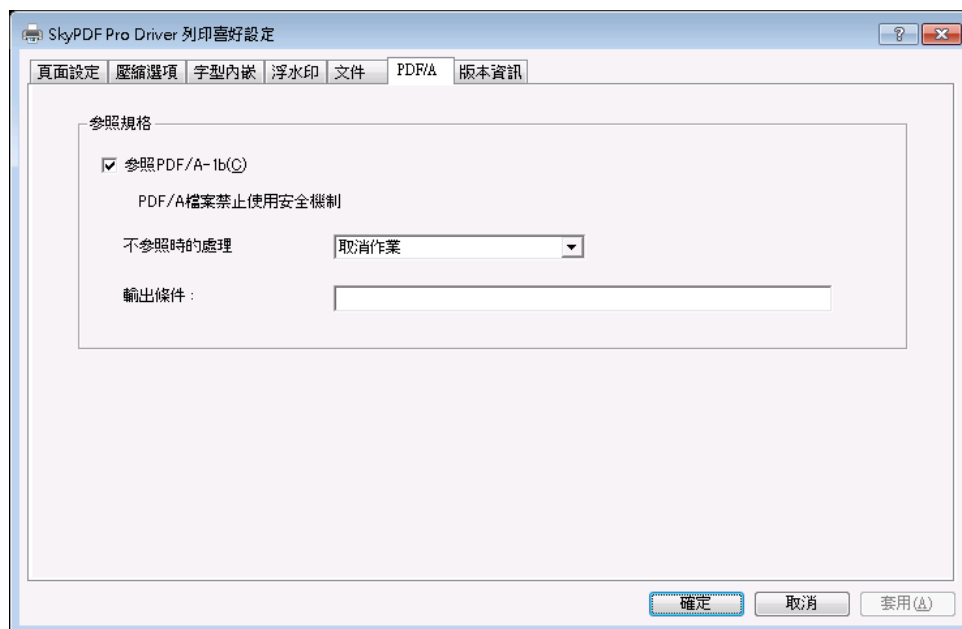 SkyPDF Pro Driver 列印喜好設定
頁面設定 壓縮選項 字型內嵌 浮水印 文件 PDF/A 版本資訊
参照規格
参照PDF/A-1b(C)
PDF/A檔案禁止使用安全機制
不参照時的處理 取消作業
輸出條件：
確定 取消 套用(A)